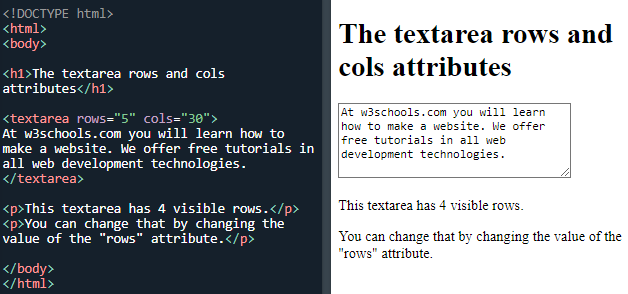 <!DOCTYPE html>
<html>
<body>
<h1>The textarea rows and cols
attributes</h1>
<textarea rows="5" cols="30">
At w3schools.com you will learn how to
make a website. We offer free tutorials in
all web development technologies.
</textarea>
<p>This textarea has 4 visible rows.</p>
<p>You can change that by changing the
value of the "rows" attribute.</p>
</body>
</html>
The textarea rows and
cols attributes
At w3schools.com you will learn
how to make a website. We offer
free tutorials in all web
development technologies.
This textarea has 4 visible rows.
You can change that by changing the value of the
"rows" attribute.